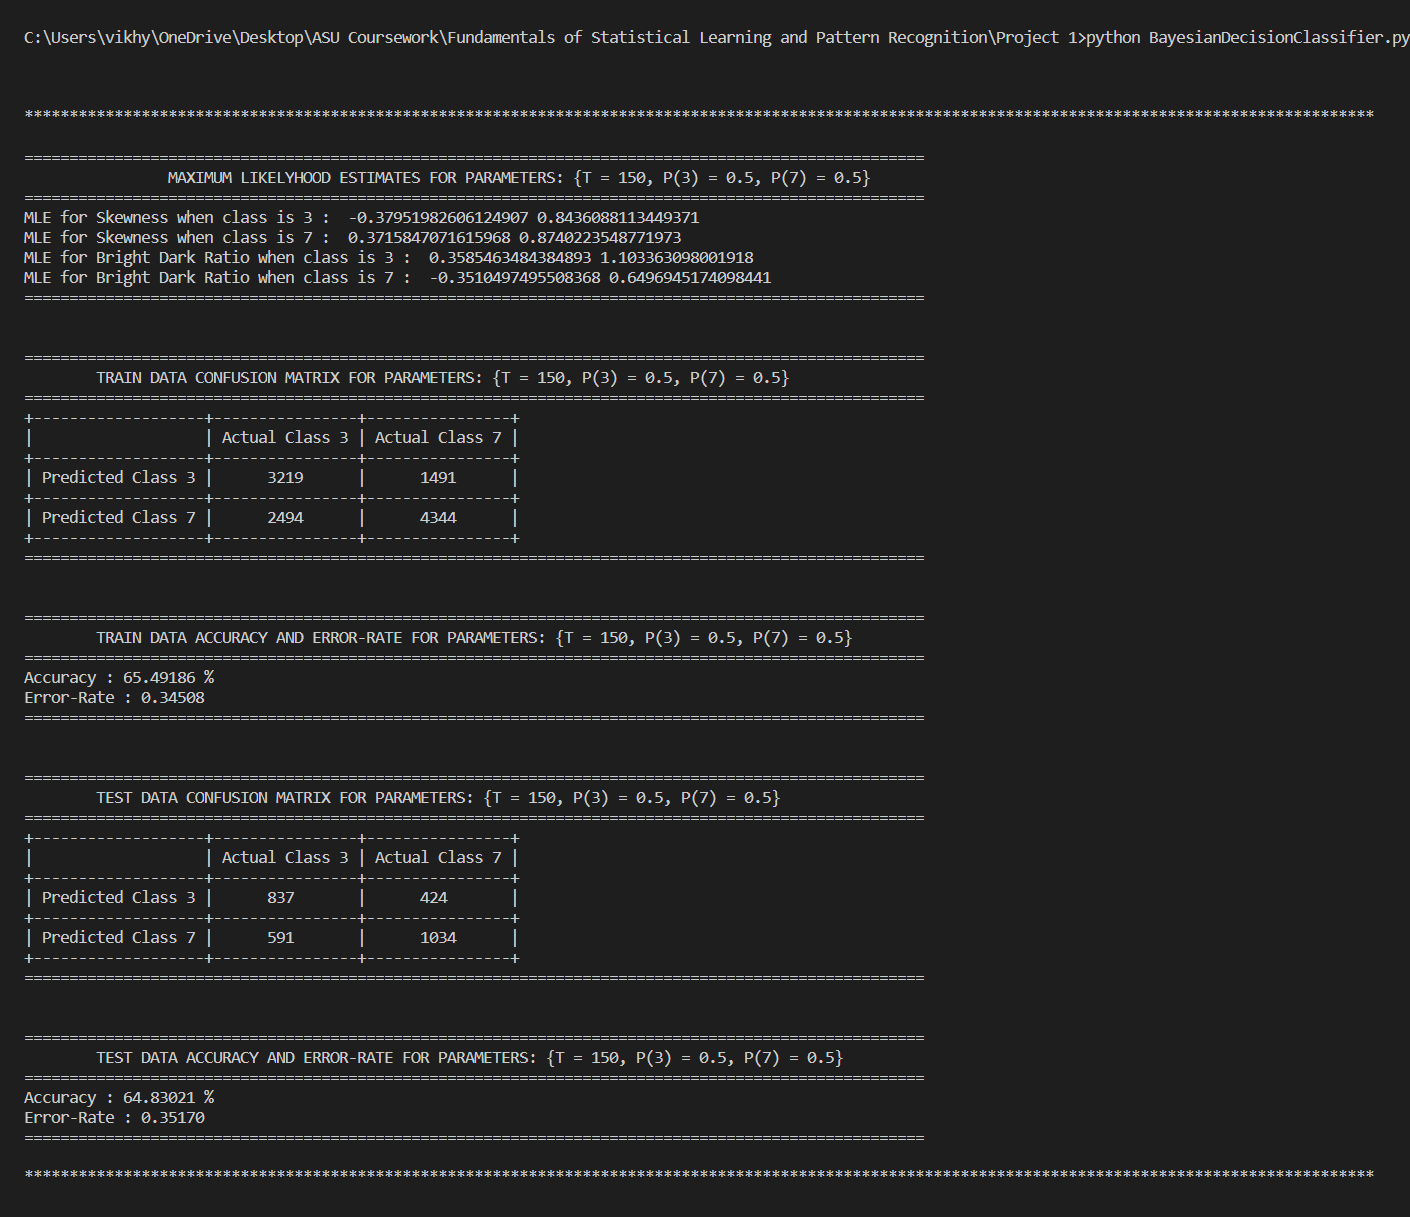 C:\Users\vikhy\OneDrive\Desktop\ASU Coursework\Fundamentals of Statistical Learning and Pattern Recognition\Project 1>python BayesianDecisionClassifier.py
******************************************************************************************************************************************************
====================================================================================================
MAXIMUM LIKELYHOOD ESTIMATES FOR PARAMETERS: {T = 150, P(3) = 0.5, P(7) = 0.5}
====================================================================================================
MLE for Skewness when class is 3 :  -0.37951982606124907 0.8436088113449371
MLE for Skewness when class is 7 :  0.3715847071615968 0.8740223548771973
MLE for Bright Dark Ratio when class is 3 :  0.3585463484384893 1.103363098001918
MLE for Bright Dark Ratio when class is 7 :  -0.3510497495508368 0.6496945174098441
====================================================================================================
====================================================================================================
TRAIN DATA CONFUSION MATRIX FOR PARAMETERS: {T = 150, P(3) = 0.5, P(7) = 0.5}
====================================================================================================
+-------------------+----------------+----------------+
|                   | Actual Class 3 | Actual Class 7 |
+-------------------+----------------+----------------+
| Predicted Class 3 |      3219      |      1491      |
+-------------------+----------------+----------------+
| Predicted Class 7 |      2494      |      4344      |
+-------------------+----------------+----------------+
====================================================================================================
====================================================================================================
TRAIN DATA ACCURACY AND ERROR-RATE FOR PARAMETERS: {T = 150, P(3) = 0.5, P(7) = 0.5}
====================================================================================================
Accuracy : 65.49186 %
Error-Rate : 0.34508
====================================================================================================
====================================================================================================
TEST DATA CONFUSION MATRIX FOR PARAMETERS: {T = 150, P(3) = 0.5, P(7) = 0.5}
====================================================================================================
+-------------------+----------------+----------------+
|                   | Actual Class 3 | Actual Class 7 |
+-------------------+----------------+----------------+
| Predicted Class 3 |      837       |      424       |
+-------------------+----------------+----------------+
| Predicted Class 7 |      591       |      1034      |
+-------------------+----------------+----------------+
====================================================================================================
====================================================================================================
TEST DATA ACCURACY AND ERROR-RATE FOR PARAMETERS: {T = 150, P(3) = 0.5, P(7) = 0.5}
====================================================================================================
Accuracy : 64.83021 %
Error-Rate : 0.35170
====================================================================================================
******************************************************************************************************************************************************